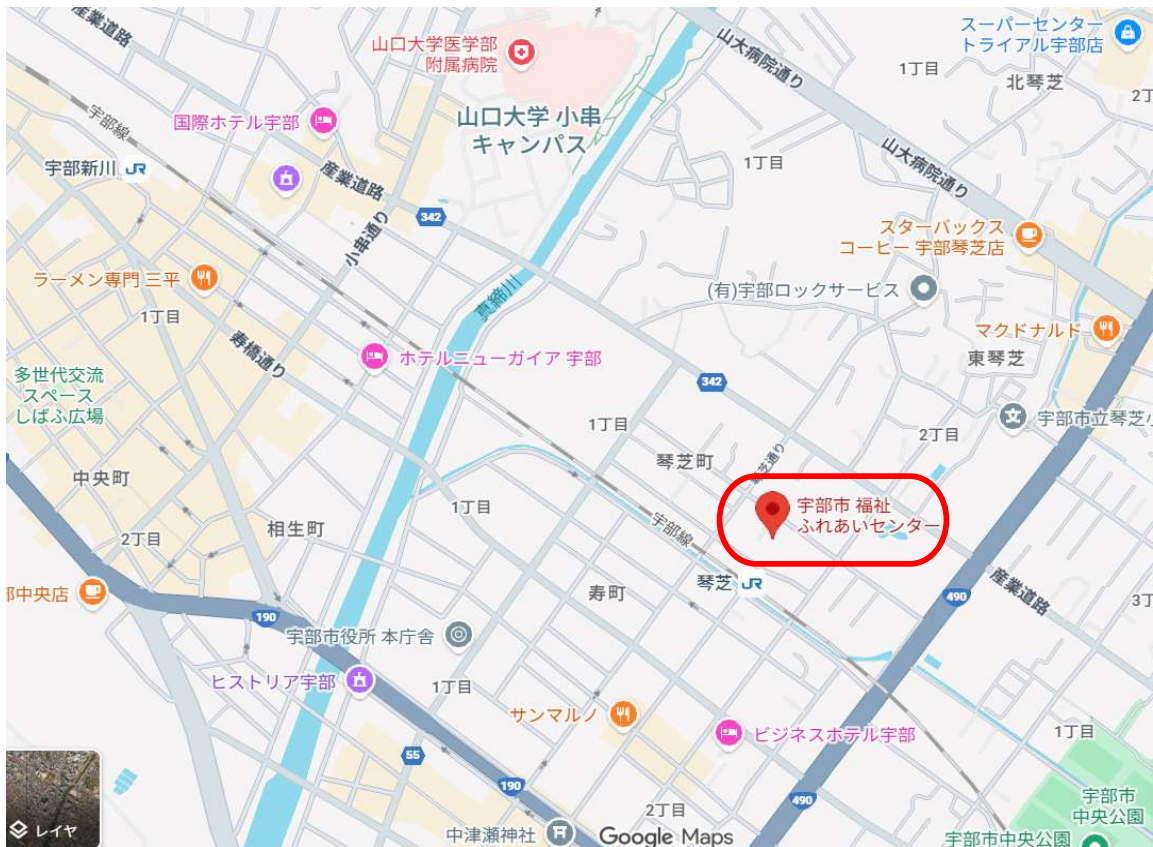 産業道路
山口大学医学部
附属病院
山大病院通り
スーパーセンター
トライアル宇部店
1丁目
北琴芝
2丁
宇部線
国際ホテル宇部
山口大学 小串
キャンパス
1丁目
山大病院通り
宇部新川 JR
産業道路
342
小串通り
スターバックス
コーヒー 宇部琴芝店
ラーメン専門 三平
真締川
(有)宇部ロックサービス
1丁目
寿橋通り
ホテルニューガイア 宇部
マクドナルド
東琴芝
多世代交流
スペース
しばふ広場
342
1丁目
2丁目
宇部市立琴芝小
琴芝町
琴芝通り
中央町
1丁目
宇部市 福祉
ふれあいセンター
相生町
宇部線
2丁目
琴芝 JR
産業道路
部中央店
寿町
490
3丁
190
宇部市役所 本庁舎
ヒストリア宇部
1丁目
サンマルノ
ビジネスホテル宇部
1丁目
55
190
490
宇部市
中央公園
2丁目
レイヤ
中津瀬神社
Google Maps
宇部市中央公園